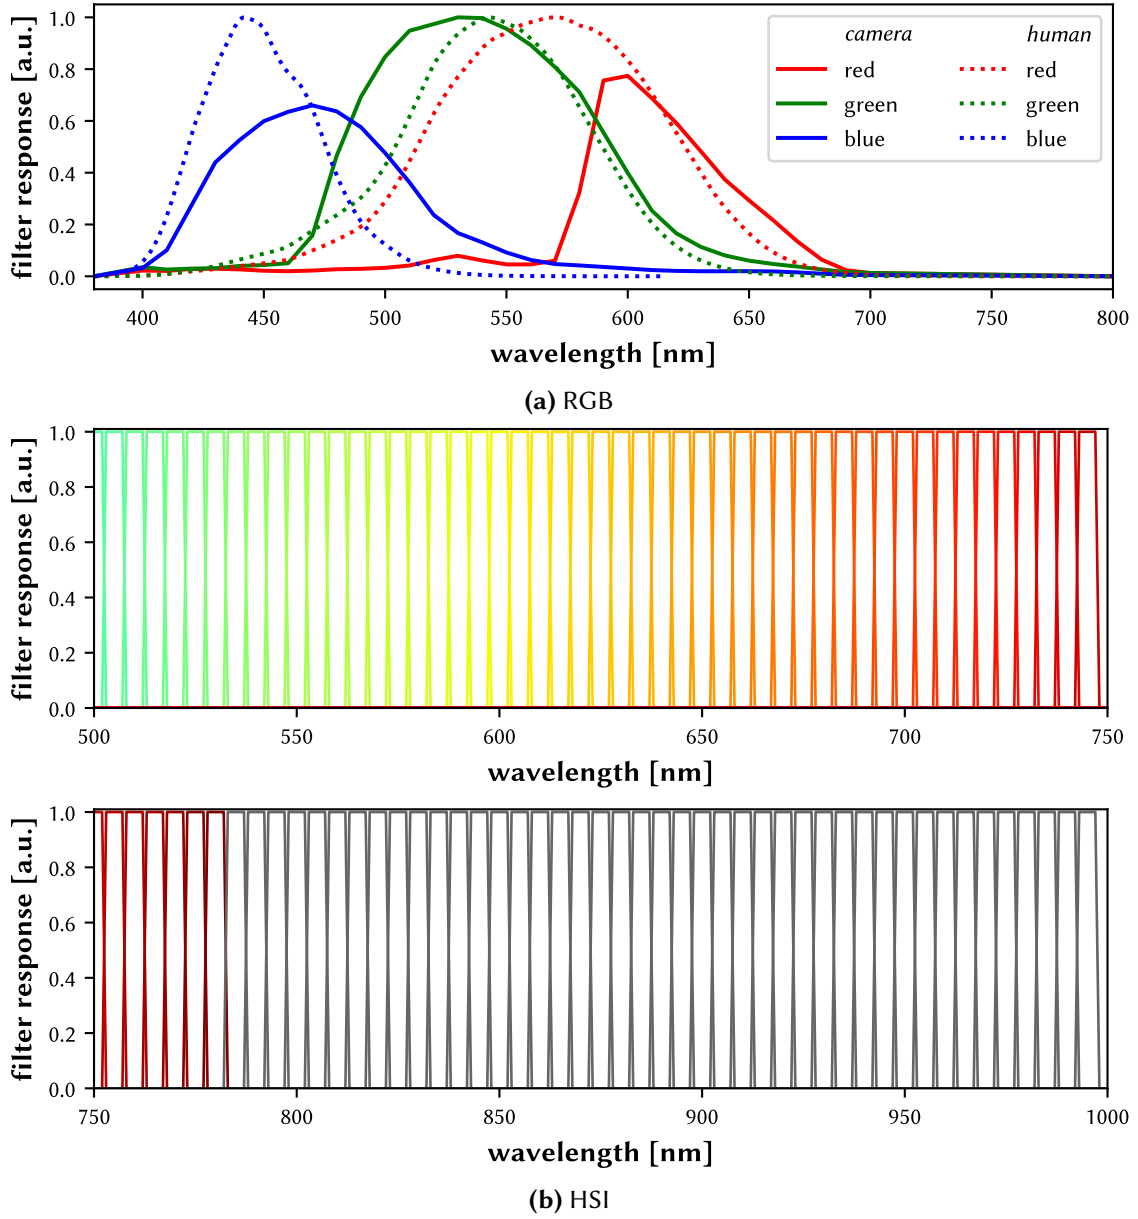 filter response [a.u.]
1.0
0.8
0.6
0.4
0.2
0.0
camera human
red red
green green
blue blue
400 450 500 550 600 650 700 750 800
wavelength [nm]
(a) RGB
filter response [a.u.]
1.0
0.8
0.6
0.4
0.2
0.0
500 550 600 650 700 750
wavelength [nm]
filter response [a.u.]
1.0
0.8
0.6
0.4
0.2
0.0
750 800 850 900 950 1000
wavelength [nm]
(b) HSI